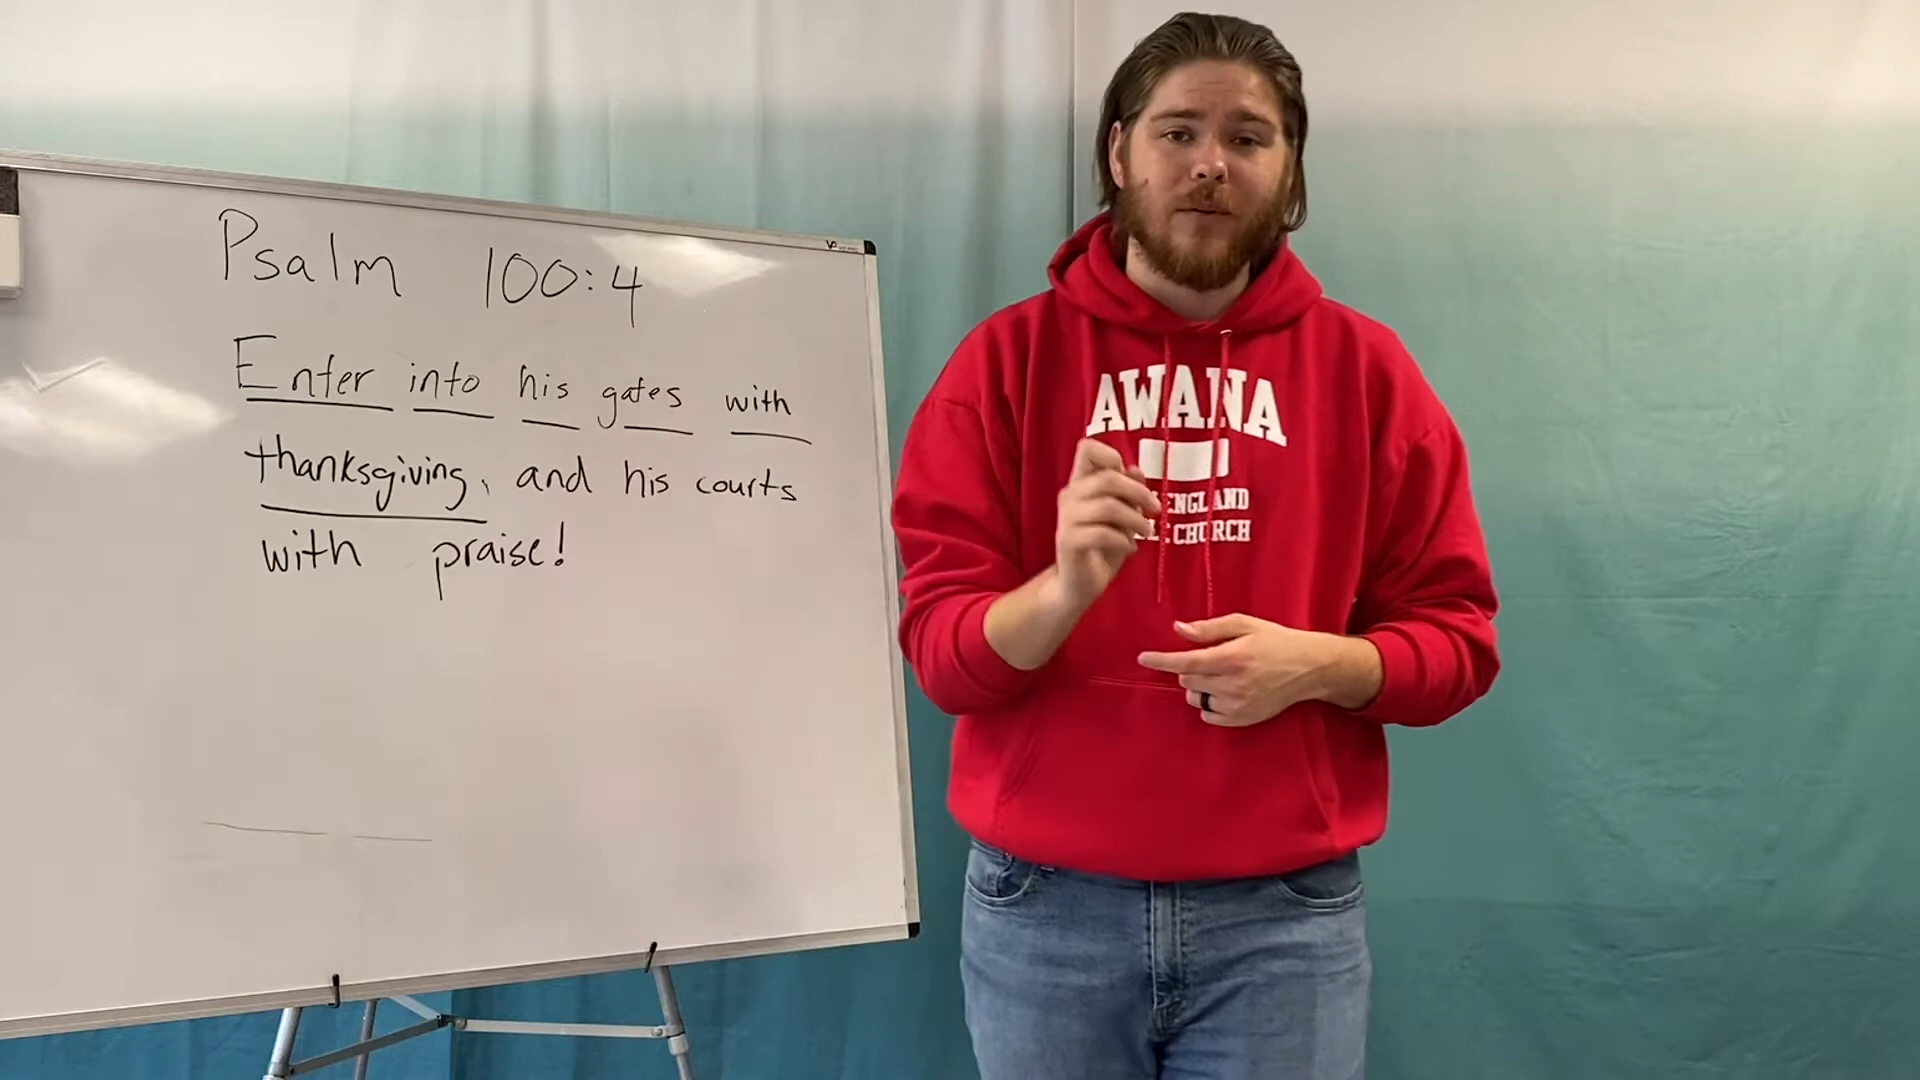 Psalm 100:4
Enter into his gates with
thanksgiving, and his courts
with praise!
AWANA
ENGLAND
CHURCH